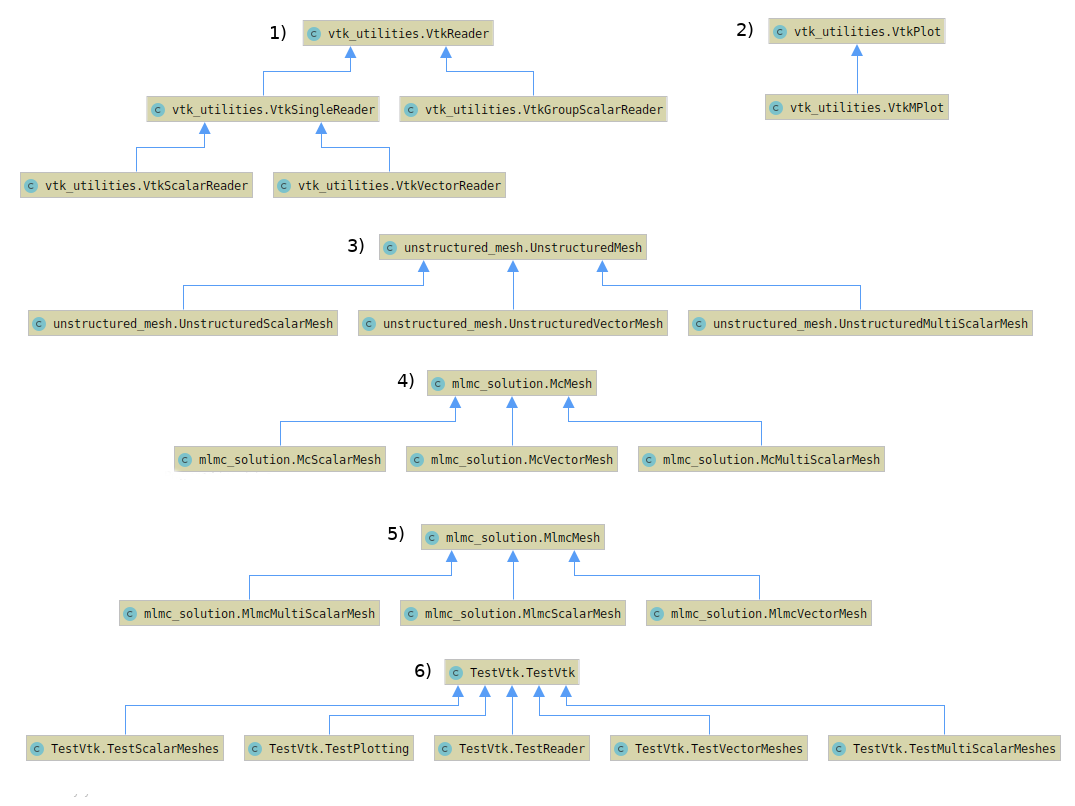 1) C vtk_utilities.VtkReader
2) C vtk_utilities.VtkPlot
C vtk_utilities.VtkSingleReader
C vtk_utilities.VtkGroupScalarReader
C vtk_utilities.VtkMPlot
C vtk_utilities.VtkScalarReader
C vtk_utilities.VtkVectorReader
3) C unstructured_mesh.UnstructuredMesh
C unstructured_mesh.UnstructuredScalarMesh
C unstructured_mesh.UnstructuredVectorMesh
C unstructured_mesh.UnstructuredMultiScalarMesh
4) C mlmc_solution.McMesh
C mlmc_solution.McScalarMesh
C mlmc_solution.McVectorMesh
C mlmc_solution.McMultiScalarMesh
5) C mlmc_solution.MlmcMesh
C mlmc_solution.MlmcMultiScalarMesh
C mlmc_solution.MlmcScalarMesh
C mlmc_solution.MlmcVectorMesh
6) C TestVtk.TestVtk
C TestVtk.TestScalarMeshes
C TestVtk.TestPlotting
C TestVtk.TestReader
C TestVtk.TestVectorMeshes
C TestVtk.TestMultiScalarMeshes